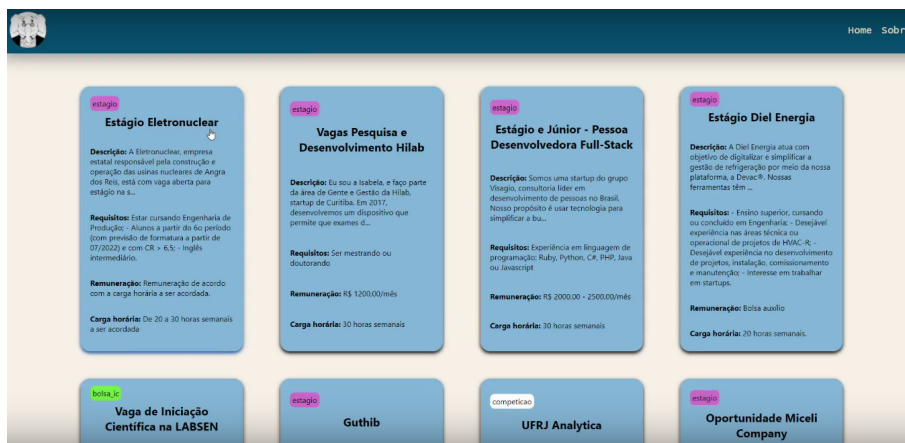 Home Sobr
estagio
Estágio Eletronuclear
Descrição: A Eletronuclear, empresa
estatal responsável pela construção e
operação das usinas nucleares de Angra
dos Reis, está com vaga aberta para
estágio na s...
Requisitos: Estar cursando Engenharia de
Produção; - Alunos a partir do 6o período
(com previsão de formatura a partir de
07/2022) e com CR > 6,5; - Inglês
intermediário.
Remuneração: Remuneração de acordo
com a carga horária a ser acordada.
Carga horária: De 20 a 30 horas semanais
a ser acordada
estagio
Vagas Pesquisa e
Desenvolvimento Hilab
Descrição: Eu sou a Isabela, e faço parte
da área de Gente e Gestão da Hilab,
startup de Curitiba. Em 2017,
desenvolvemos um dispositivo que
permite que exames d...
Requisitos: Ser mestrando ou
doutorando
Remuneração: R$ 1200,00/mês
Carga horária: 30 horas semanais
estagio
Estágio e Júnior - Pessoa
Desenvolvedora Full-Stack
Descrição: Somos uma startup do grupo
Visagio, consultoria líder em
desenvolvimento de pessoas no Brasil.
Nosso propósito é usar tecnologia para
simplificar a bu...
Requisitos: Experiência em linguagem de
programação: Ruby, Python, C#, PHP, Java
ou Javascript
Remuneração: R$ 2000.00 - 2500.00/mês
Carga horária: 30 horas semanais
estagio
Estágio Diel Energia
Descrição: A Diel Energia atua com
objetivo de digitalizar e simplificar a
gestão de refrigeração por meio da nossa
plataforma, a Devac®. Nossas
ferramentas têm ...
Requisitos: - Ensino superior, cursando
ou concluído em Engenharia; - Desejável
experiência nas áreas técnica ou
operacional de projetos de HVAC-R; -
Desejável experiência no desenvolvimento
de projetos, instalação, comissionamento
e manutenção; - Interesse em trabalhar
em startups.
Remuneração: Bolsa auxílio
Carga horária: 20 horas semanais.
bolsa_ic
Vaga de Iniciação
Científica na LABSEN
estagio
Guthib
competicao
UFRJ Analytica
estagio
Oportunidade Miceli
Company